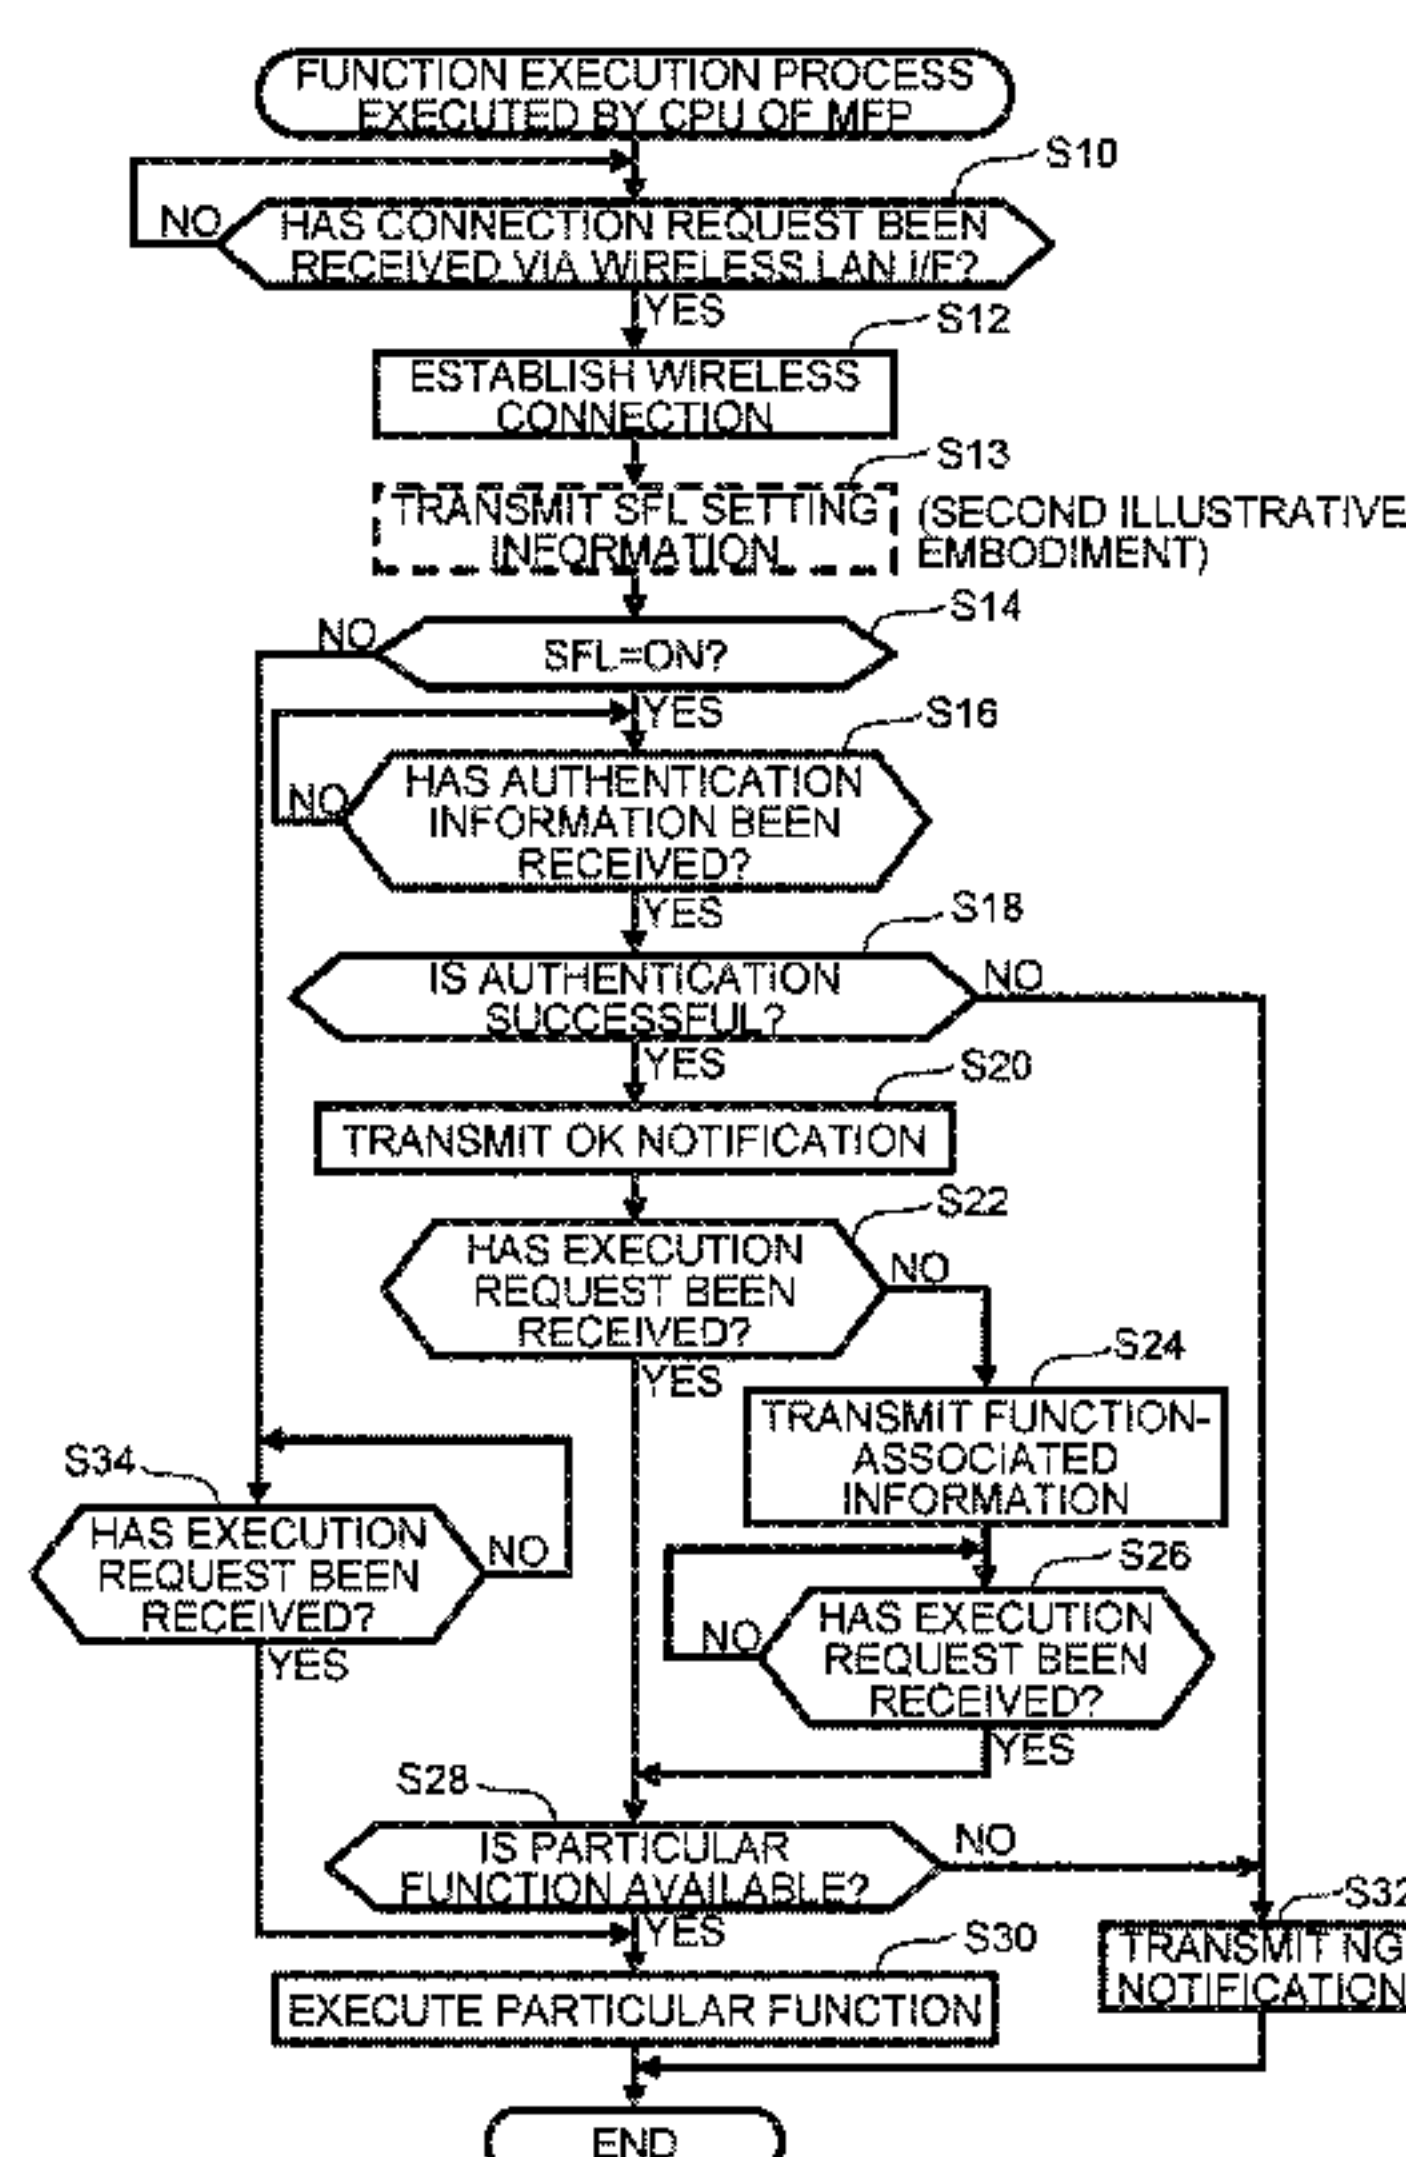 FUNCTION EXECUTION PROCESS
EXECUTED BY CPU OF MFP
S10
NO
HAS CONNECTION REQUEST BEEN
RECEIVED VIA WIRELESS LAN I/F?
YES
S12
ESTABLISH WIRELESS
CONNECTION
S13
TRANSMIT SFL SETTING
INFORMATION
(SECOND ILLUSTRATIVE
EMBODIMENT)
S14
NO
SFL=ON?
YES
S16
NO
HAS AUTHENTICATION
INFORMATION BEEN
RECEIVED?
YES
S18
IS AUTHENTICATION
SUCCESSFUL?
NO
YES
S20
TRANSMIT OK NOTIFICATION
S22
HAS EXECUTION
REQUEST BEEN
RECEIVED?
NO
YES
S24
TRANSMIT FUNCTION-
ASSOCIATED
INFORMATION
S34
HAS EXECUTION
REQUEST BEEN
RECEIVED?
NO
YES
S26
NO
HAS EXECUTION
REQUEST BEEN
RECEIVED?
YES
S28
IS PARTICULAR
FUNCTION AVAILABLE?
NO
YES
S32
TRANSMIT NG
NOTIFICATION
S30
EXECUTE PARTICULAR FUNCTION
END